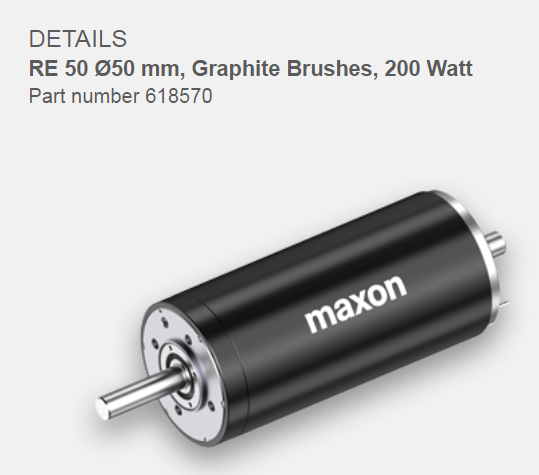 DETAILS
RE 50 Ø50 mm, Graphite Brushes, 200 Watt
Part number 618570
maxon